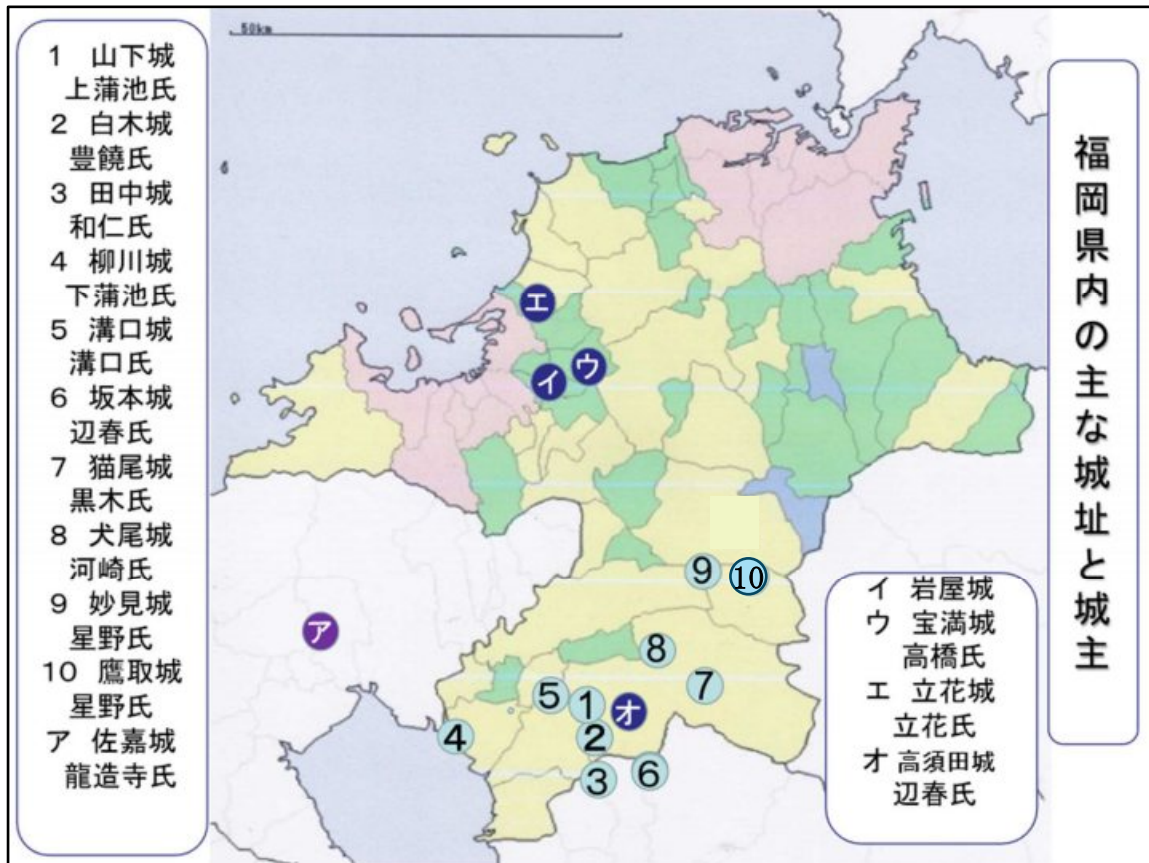 1 山下城
上蒲池氏
2 白木城
豊饒氏
3 田中城
和仁氏
4 柳川城
下蒲池氏
5 溝口城
溝口氏
6 坂本城
辺春氏
7 猫尾城
黒木氏
8 犬尾城
河崎氏
9 妙見城
星野氏
10 鷹取城
星野氏
ア 佐嘉城
龍造寺氏
50km
エ
ウ
イ
9
10
ア
8
7
5
1
オ
4
2
6
3
イ 岩屋城
ウ 宝満城
高橋氏
エ 立花城
立花氏
オ 高須田城
辺春氏
福岡県内の主な城址と城主